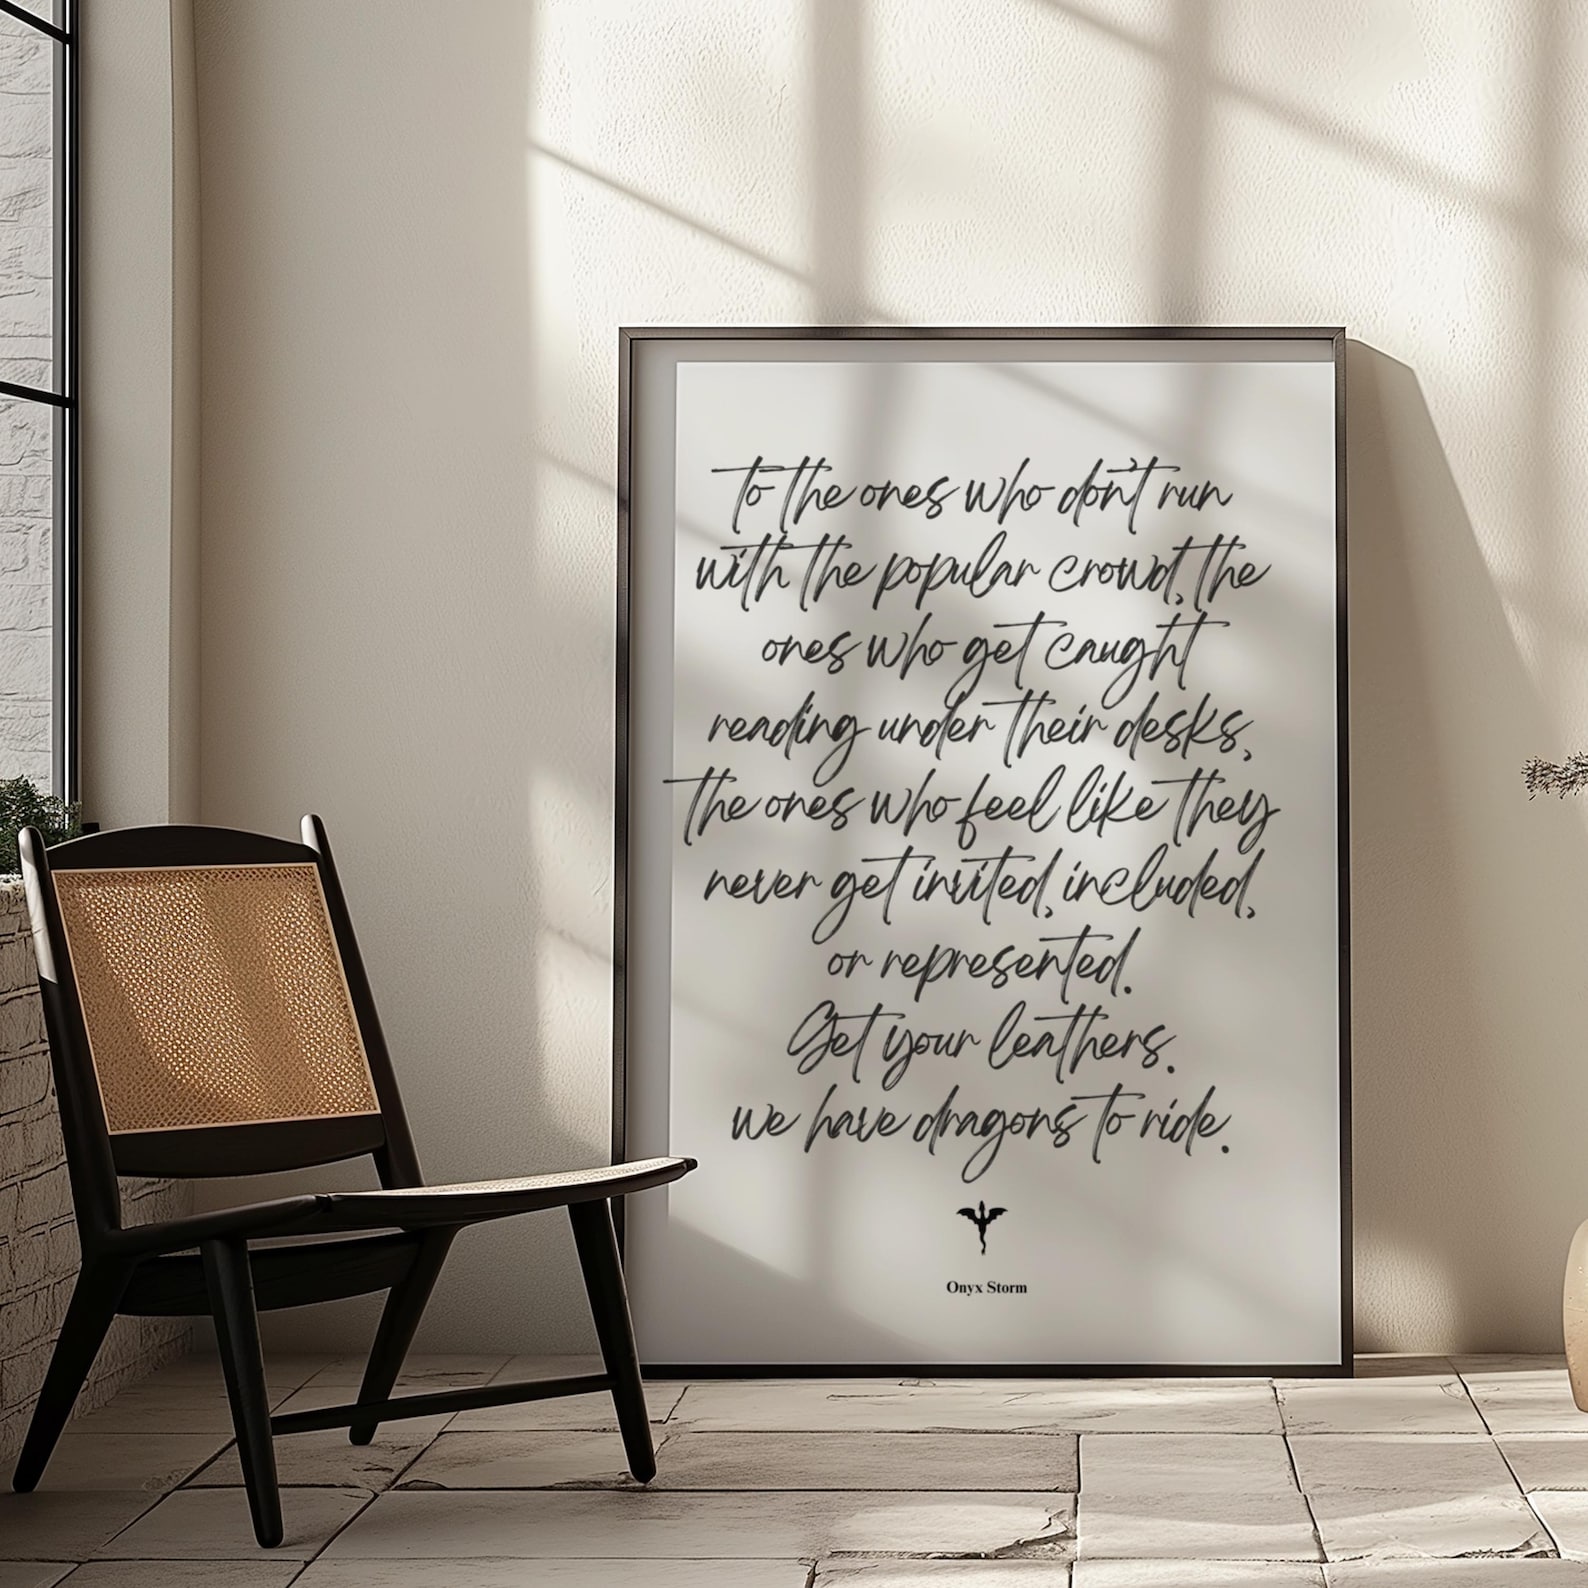 To the ones who don't run
with the popular crowd, the
ones who get caught
reading under their desks,
the ones who feel like they
never get invited, included,
or represented.
Get your leathers.
we have dragons to ride.
Onyx Storm